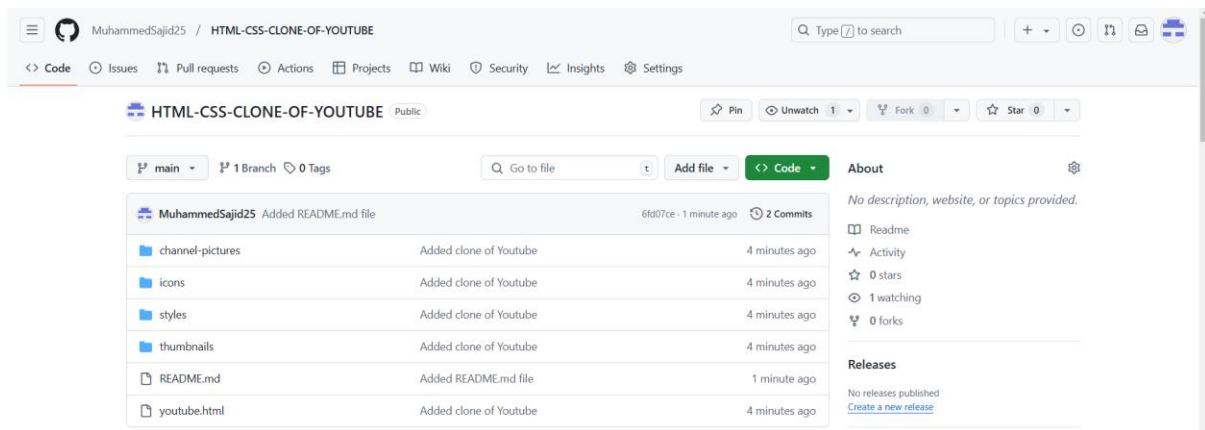 MuhammedSajid25 / HTML-CSS-CLONE-OF-YOUTUBE
Type / to search
Code Issues Pull requests Actions Projects Wiki Security Insights Settings
HTML-CSS-CLONE-OF-YOUTUBE Public
Pin Unwatch 1 Fork 0 Star 0
main 1 Branch 0 Tags Go to file t Add file Code
MuhammedSajid25 Added README.md file 6fd07ce · 1 minute ago 2 Commits
channel-pictures Added clone of Youtube 4 minutes ago
icons Added clone of Youtube 4 minutes ago
styles Added clone of Youtube 4 minutes ago
thumbnails Added clone of Youtube 4 minutes ago
README.md Added README.md file 1 minute ago
youtube.html Added clone of Youtube 4 minutes ago
About
No description, website, or topics provided.
Readme
Activity
0 stars
1 watching
0 forks
Releases
No releases published
Create a new release